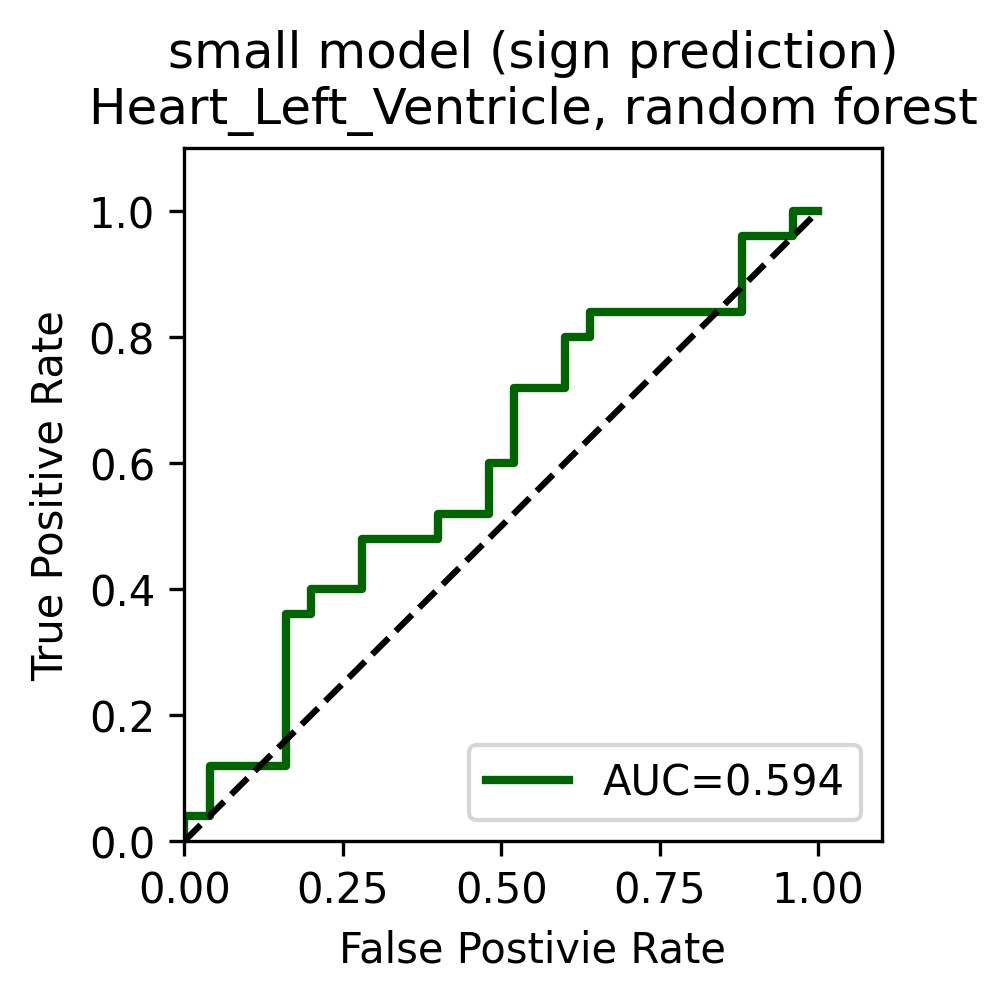 small model (sign prediction)
Heart_Left_Ventricle, random forest
True Positive Rate
1.0
0.8
0.6
0.4
0.2
0.0
AUC=0.594
0.00 0.25 0.50 0.75 1.00
False Postivie Rate